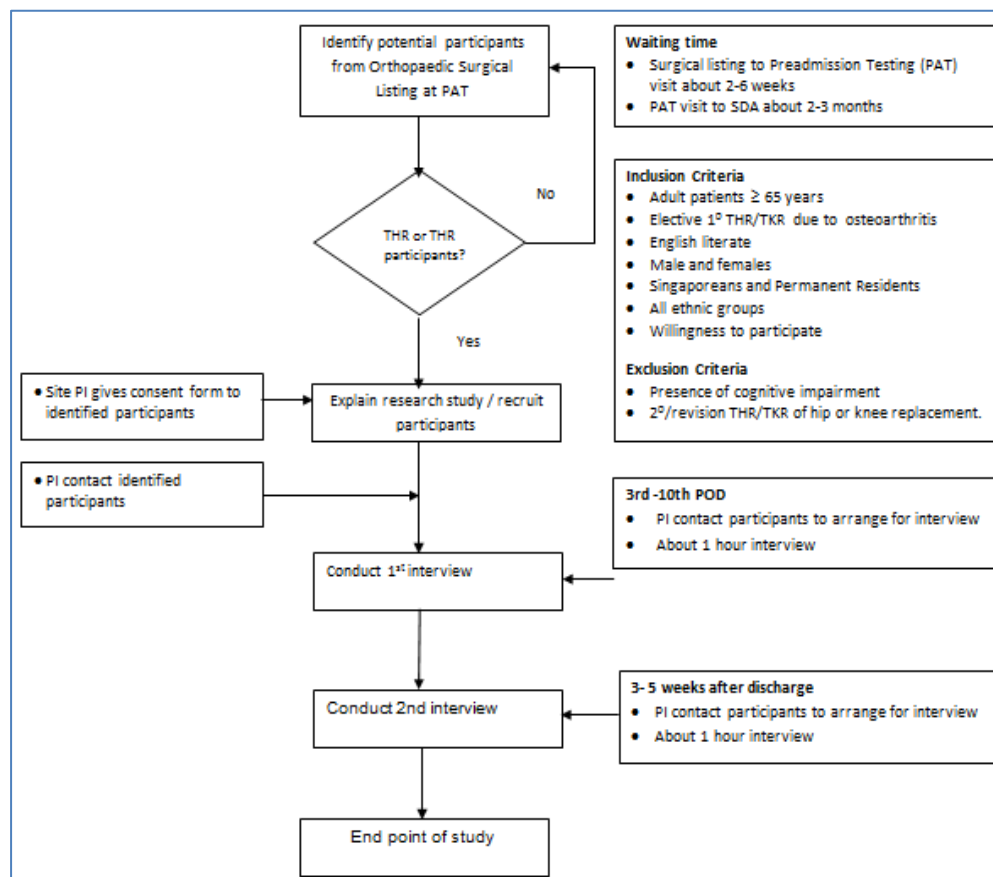 Identify potential participants
from Orthopaedic Surgical
Listing at PAT
Waiting time
• Surgical listing to Preadmission Testing (PAT)
visit about 2-6 weeks
• PAT visit to SDA about 2-3 months
No
THR or THR
participants?
Yes
Inclusion Criteria
• Adult patients ≥ 65 years
• Elective 1⁰ THR/TKR due to osteoarthritis
• English literate
• Male and females
• Singaporeans and Permanent Residents
• All ethnic groups
• Willingness to participate
Exclusion Criteria
• Presence of cognitive impairment
• 2⁰/revision THR/TKR of hip or knee replacement.
• Site PI gives consent form to
identified participants
Explain research study / recruit
participants
• PI contact identified
participants
3rd -10th POD
• PI contact participants to arrange for interview
• About 1 hour interview
Conduct 1st interview
3- 5 weeks after discharge
• PI contact participants to arrange for interview
• About 1 hour interview
Conduct 2nd interview
End point of study